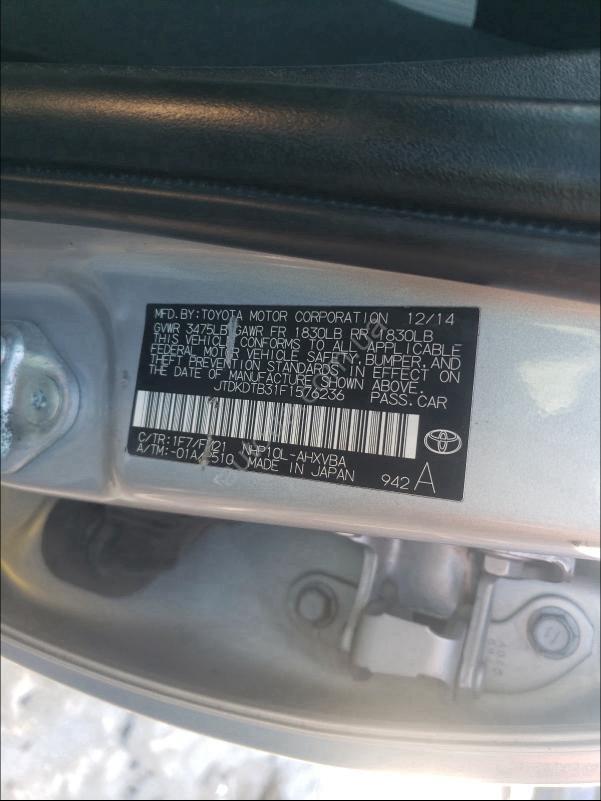 MFD.BY:TOYOTA MOTOR CORPORATION 12/14
GVWR 3475LB GAWR FR 1830LB RR 1830LB
THIS VEHICLE CONFORMS TO ALL APPLICABLE
FEDERAL MOTOR VEHICLE SAFETY, BUMPER, AND
THEFT PREVENTION STANDARDS IN EFFECT ON
THE DATE OF MANUFACTURE SHOWN ABOVE.
JTDKDTB31F1576236 PASS.CAR
C/TR:1F7/FM21 NHP10L-AHXVBA
A/TM:-01A/ MADE IN JAPAN
942 A